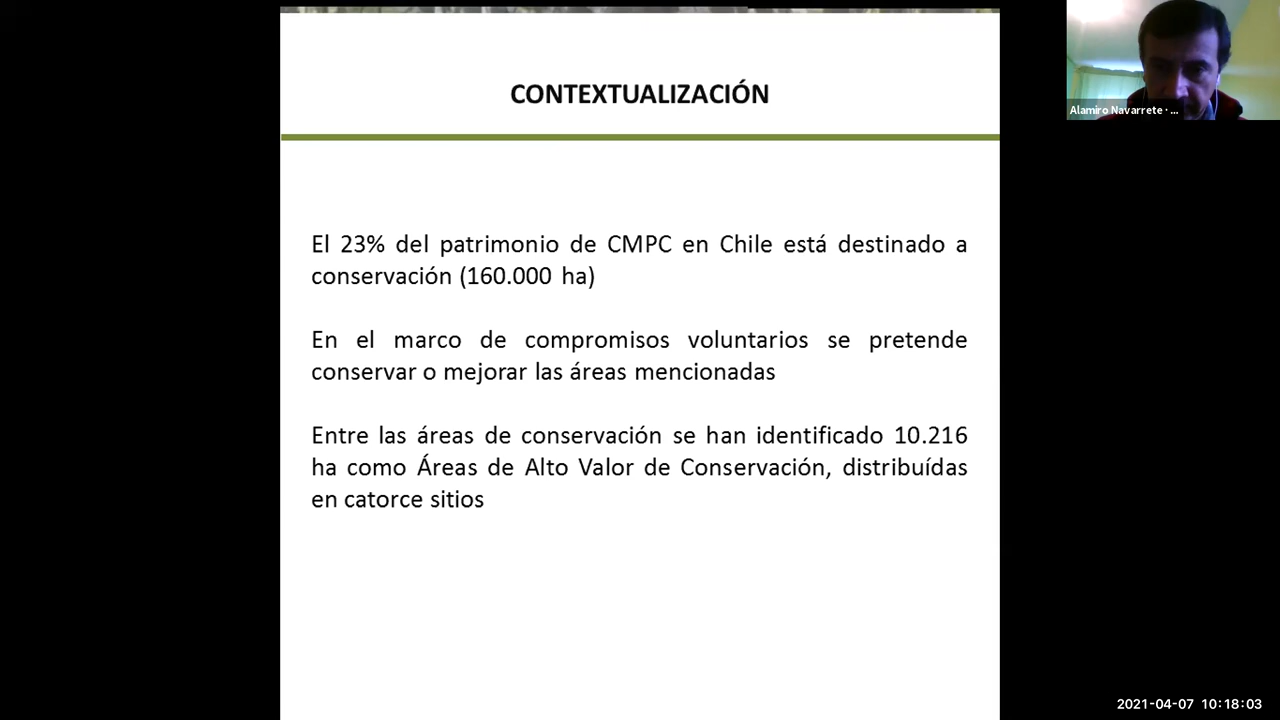 CONTEXTUALIZACIÓN
Alamiro Navarrete · ...
El 23% del patrimonio de CMPC en Chile está destinado a
conservación (160.000 ha)
En el marco de compromisos voluntarios se pretende
conservar o mejorar las áreas mencionadas
Entre las áreas de conservación se han identificado 10.216
ha como Áreas de Alto Valor de Conservación, distribuídas
en catorce sitios
2021-04-07 10:18:03